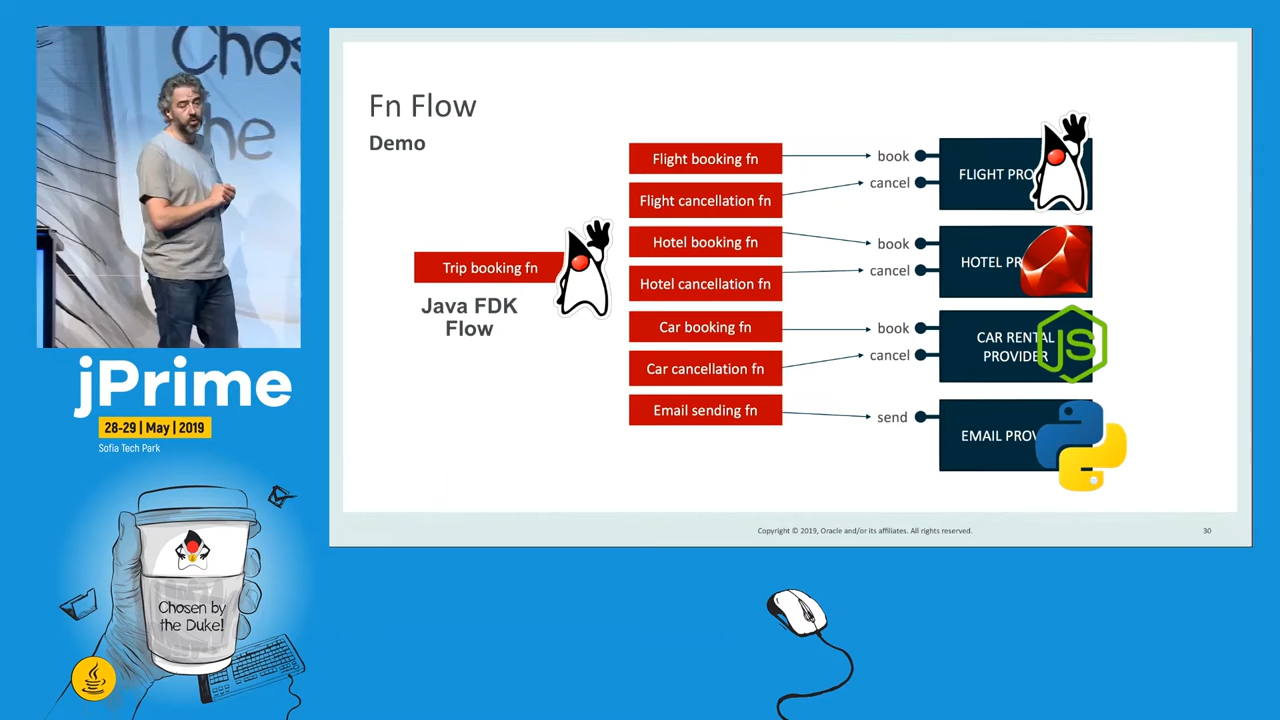 Chos
he
jPrime
28-29 | May | 2019
Sofia Tech Park
Chosen by
the Duke!
Fn Flow
Demo
Trip booking fn
Java FDK
Flow
Flight booking fn
Flight cancellation fn
Hotel booking fn
Hotel cancellation fn
Car booking fn
Car cancellation fn
Email sending fn
book
cancel
book
cancel
book
cancel
send
FLIGHT PRO
HOTEL PR
CAR RENTAL
PROVIDER
JS
EMAIL PROV
Copyright © 2019, Oracle and/or its affiliates. All rights reserved.
30